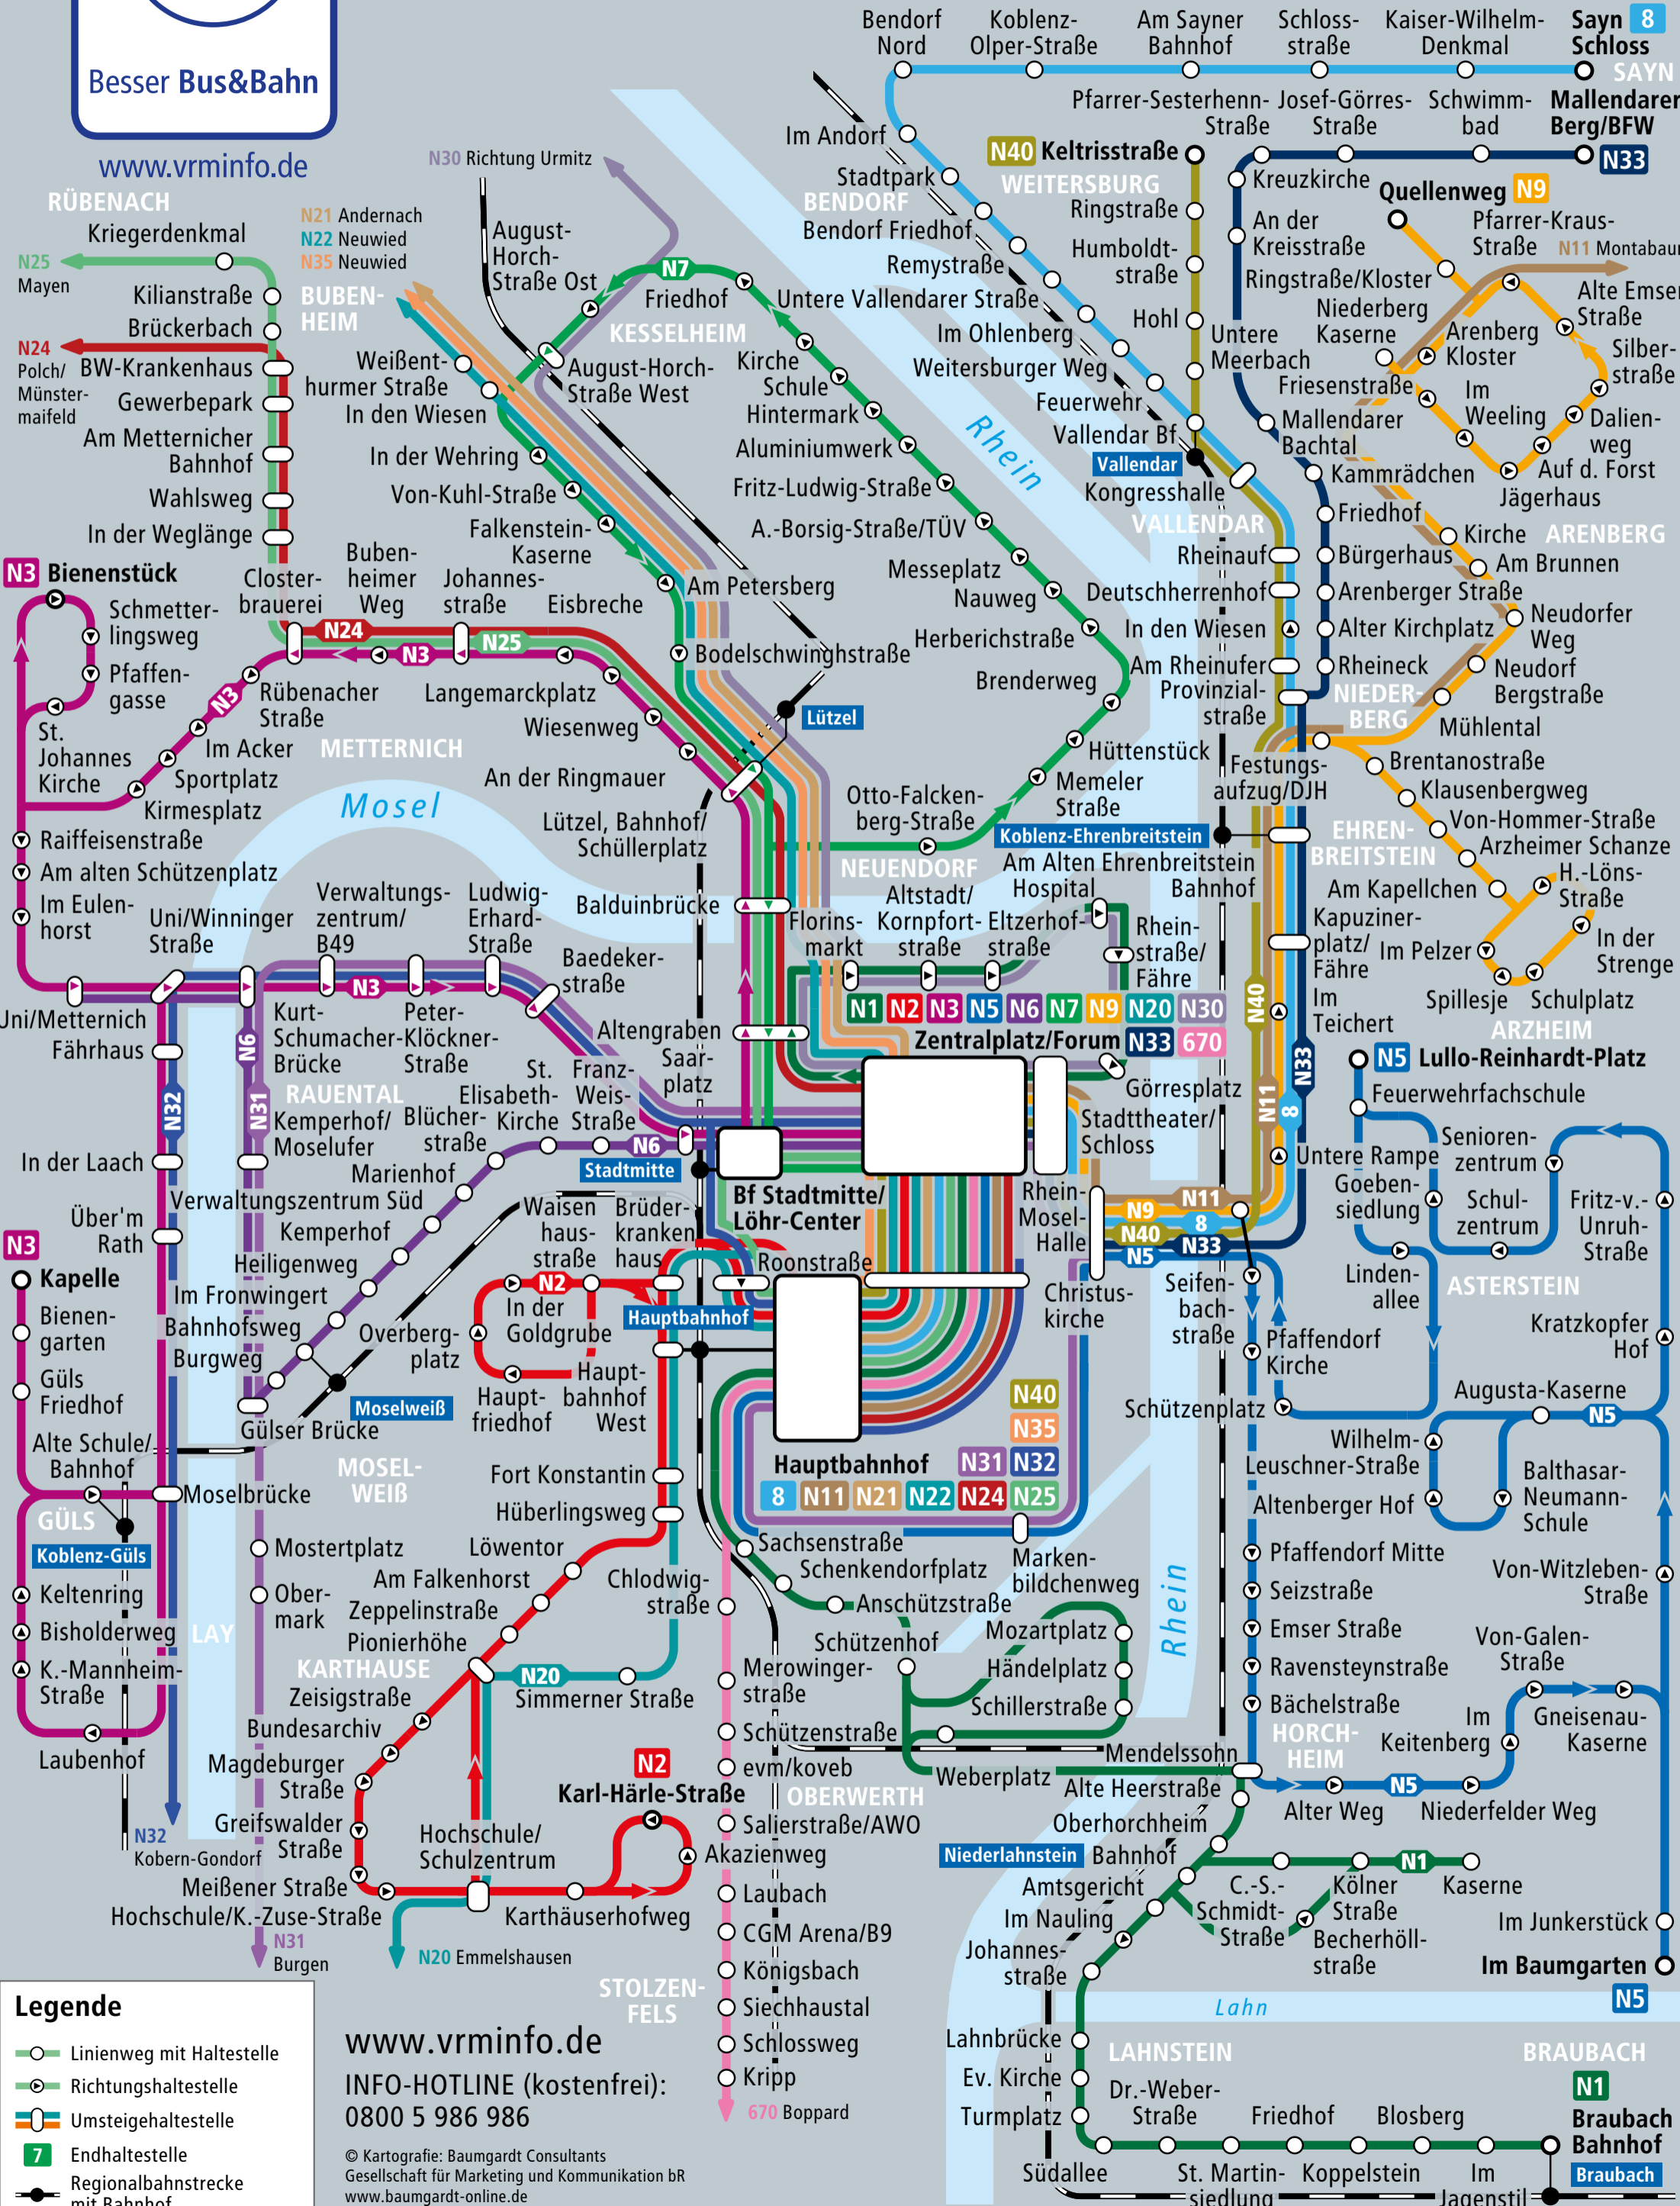 Besser Bus&Bahn
www.vrminfo.de
RÜBENACH
Kriegerdenkmal
N25
Mayen
Kilianstraße
Brückerbach
N24
Polch/
Münster-
maifeld
BW-Krankenhaus
Gewerbepark
Am Metternicher
Bahnhof
Wahlsweg
In der Weglänge
N30 Richtung Urmitz
N21 Andernach
N22 Neuwied
N35 Neuwied
BUBEN-
HEIM
August-
Horch-
Straße Ost
N7
Friedhof
KESSELHEIM
August-Horch-
Straße West
Weißent-
hurmer Straße
In den Wiesen
In der Wehring
Von-Kuhl-Straße
Falkenstein-
Kaserne
Am Petersberg
Bodelschwinghstraße
Kirche
Schule
Hintermark
Aluminiumwerk
Fritz-Ludwig-Straße
A.-Borsig-Straße/TÜV
Messeplatz
Nauweg
Herberichstraße
Brenderweg
Hüttenstück
Memeler
Straße
Otto-Falcken-
berg-Straße
NEUENDORF
Rhein
Bendorf
Nord
Koblenz-
Olper-Straße
Am Sayner
Bahnhof
Schloss-
straße
Kaiser-Wilhelm-
Denkmal
Sayn 8
Schloss
SAYN
Im Andorf
Stadtpark
BENDORF
Bendorf Friedhof
Remystraße
Untere Vallendarer Straße
Im Ohlenberg
Weitersburger Weg
Feuerwehr
Vallendar Bf
Vallendar
Kongresshalle
VALLENDAR
N40 Keltrisstraße
WEITERSBURG
Ringstraße
Humboldt-
straße
Hohl
Untere
Meerbach
Pfarrer-Sesterhenn-
Straße
Josef-Görres-
Straße
Schwimm-
bad
Mallendarer
Berg/BFW
N33
Kreuzkirche
An der
Kreisstraße
Mallendarer
Bachtal
Kammrädchen
Friedhof
Bürgerhaus
Arenberger Straße
Alter Kirchplatz
Rheineck
Quellenweg N9
Pfarrer-Kraus-
Straße
N11 Montabaur
Ringstraße/Kloster
Niederberg
Kaserne
Arenberg
Kloster
Alte Emser
Straße
Silber-
straße
Friesenstraße
Im
Weeling
Dalien-
weg
Auf d. Forst
Jägerhaus
Kirche
ARENBERG
Am Brunnen
Neudorfer
Weg
Neudorf
Bergstraße
Mühlental
NIEDER-
BERG
Rheinauf
Deutschherrenhof
In den Wiesen
Am Rheinufer
Provinzial-
straße
Festungs-
aufzug/DJH
Brentanostraße
Klausenbergweg
Von-Hommer-Straße
Arzheimer Schanze
EHREN-
BREITSTEIN
Am Kapellchen
H.-Löns-
Straße
Im Pelzer
In der
Strenge
Spillesje
Schulplatz
ARZHEIM
Koblenz-Ehrenbreitstein
Ehrenbreitstein
Bahnhof
Kapuziner-
platz/
Fähre
Im
Teichert
Untere Rampe
N3 Bienenstück
Schmetter-
lingsweg
Pfaffen-
gasse
St.
Johannes
Kirche
Closter-
brauerei
Buben-
heimer
Weg
Johannes-
straße
Eisbreche
N24
N25
N3
N3
Rübenacher
Straße
Im Acker
Sportplatz
Kirmesplatz
METTERNICH
Langemarckplatz
Wiesenweg
An der Ringmauer
Lützel
Lützel, Bahnhof/
Schüllerplatz
Mosel
Raiffeisenstraße
Am alten Schützenplatz
Im Eulen-
horst
Uni/Winninger
Straße
Verwaltungs-
zentrum/
B49
Ludwig-
Erhard-
Straße
Baedeker-
straße
Balduinbrücke
Altengraben
Saar-
platz
Florins-
markt
Altstadt/
Kornpfort-
straße
Eltzerhof-
straße
Am Alten
Hospital
Rhein-
straße/
Fähre
N1 N2 N3 N5 N6 N7 N9 N20 N30
Zentralplatz/Forum N33 670
Görresplatz
Stadttheater/
Schloss
Uni/Metternich
Fährhaus
N3
N6
N31
N32
Kurt-
Schumacher-
Brücke
Peter-
Klöckner-
Straße
RAUENTAL
Kemperhof/
Moselufer
In der Laach
Über'm
Rath
St.
Elisabeth-
Kirche
Franz-
Weis-
Straße
Blücher-
straße
N6
Stadtmitte
Marienhof
Verwaltungszentrum Süd
Kemperhof
Heiligenweg
Im Fronwingert
Bahnhofsweg
Burgweg
Moselweiß
Gülser Brücke
MOSEL-
WEIß
Bf Stadtmitte/
Löhr-Center
Waisen
haus-
straße
Brüder-
kranken
haus
Roonstraße
N2
In der
Goldgrube
Overberg-
platz
Haupt-
friedhof
Haupt-
bahnhof
West
Hauptbahnhof
Hauptbahnhof
N40
N35
N31 N32
8 N11 N21 N22 N24 N25
Rhein-
Mosel-
Halle
Christus-
kirche
N40
N11
8
N33
N11
N9
8
N40
N33
N5
Seifen-
bach-
straße
Pfaffendorf
Kirche
Schützenplatz
N5 Lullo-Reinhardt-Platz
Feuerwehrfachschule
Senioren-
zentrum
Goeben-
siedlung
Schul-
zentrum
Fritz-v.-
Unruh-
Straße
Linden-
allee
ASTERSTEIN
Kratzkopfer
Hof
Augusta-Kaserne
N5
Wilhelm-
Leuschner-Straße
Altenberger Hof
Balthasar-
Neumann-
Schule
Von-Witzleben-
Straße
Pfaffendorf Mitte
Seizstraße
Emser Straße
Ravensteynstraße
Bächelstraße
HORCH-
HEIM
Von-Galen-
Straße
Im
Keitenberg
Gneisenau-
Kaserne
Alter Weg
N5
Niederfelder Weg
Im Junkerstück
Im Baumgarten
N5
N3
Kapelle
Bienen-
garten
Güls
Friedhof
Alte Schule/
Bahnhof
Moselbrücke
GÜLS
Koblenz-Güls
Keltenring
Bisholderweg
K.-Mannheim-
Straße
Laubenhof
LAY
Mostertplatz
Ober-
mark
N32
Kobern-Gondorf
N31
Burgen
Fort Konstantin
Hüberlingsweg
Löwentor
Am Falkenhorst
Zeppelinstraße
Pionierhöhe
KARTHAUSE
Zeisigstraße
Bundesarchiv
Magdeburger
Straße
Greifswalder
Straße
Meißener Straße
Hochschule/K.-Zuse-Straße
Hochschule/
Schulzentrum
Karthäuserhofweg
N20
Simmerner Straße
N2
Karl-Härle-Straße
Akazienweg
N20 Emmelshausen
Chlodwig-
straße
Merowinger-
straße
Schützenstraße
evm/koveb
OBERWERTH
Salierstraße/AWO
Laubach
CGM Arena/B9
Königsbach
STOLZEN-
FELS
Siechhaustal
Schlossweg
Kripp
670 Boppard
Sachsenstraße
Schenkendorfplatz
Anschützstraße
Marken-
bildchenweg
Schützenhof
Mozartplatz
Händelplatz
Schillerstraße
Weberplatz
Rhein
Mendelssohn
Alte Heerstraße
Oberhorchheim
Niederlahnstein
Bahnhof
Amtsgericht
Im Nauling
Johannes-
straße
C.-S.-
Schmidt-
Straße
Kölner
Straße
N1
Kaserne
Becherhöll-
straße
Lahn
Lahnbrücke
LAHNSTEIN
Ev. Kirche
Turmplatz
Südallee
Dr.-Weber-
Straße
St. Martin-
siedlung
Friedhof
Koppelstein
Blosberg
Im
Jagenstil
BRAUBACH
N1
Braubach
Bahnhof
Braubach
Legende
Linienweg mit Haltestelle
Richtungshaltestelle
Umsteigehaltestelle
7 Endhaltestelle
Regionalbahnstrecke
mit Bahnhof
www.vrminfo.de
INFO-HOTLINE (kostenfrei):
0800 5 986 986
© Kartografie: Baumgardt Consultants
Gesellschaft für Marketing und Kommunikation bR
www.baumgardt-online.de